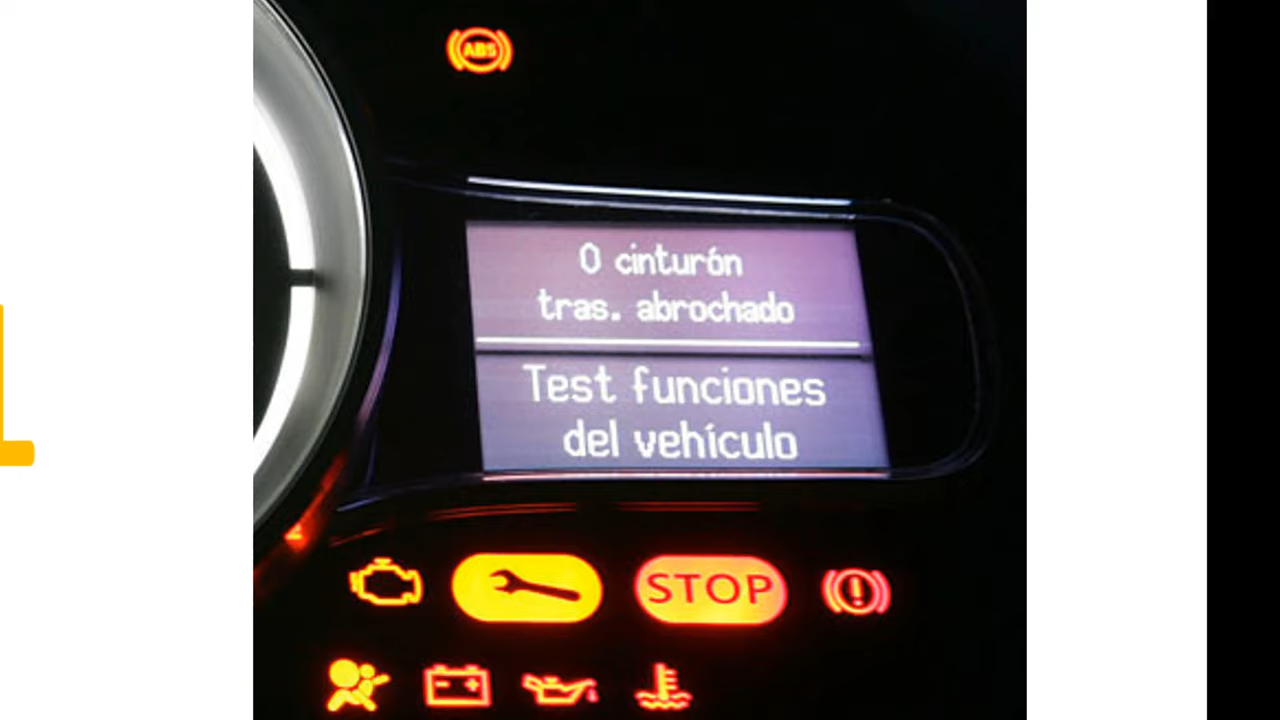 ABS
0 cinturón
tras. abrochado
Test funciones
del vehículo
STOP